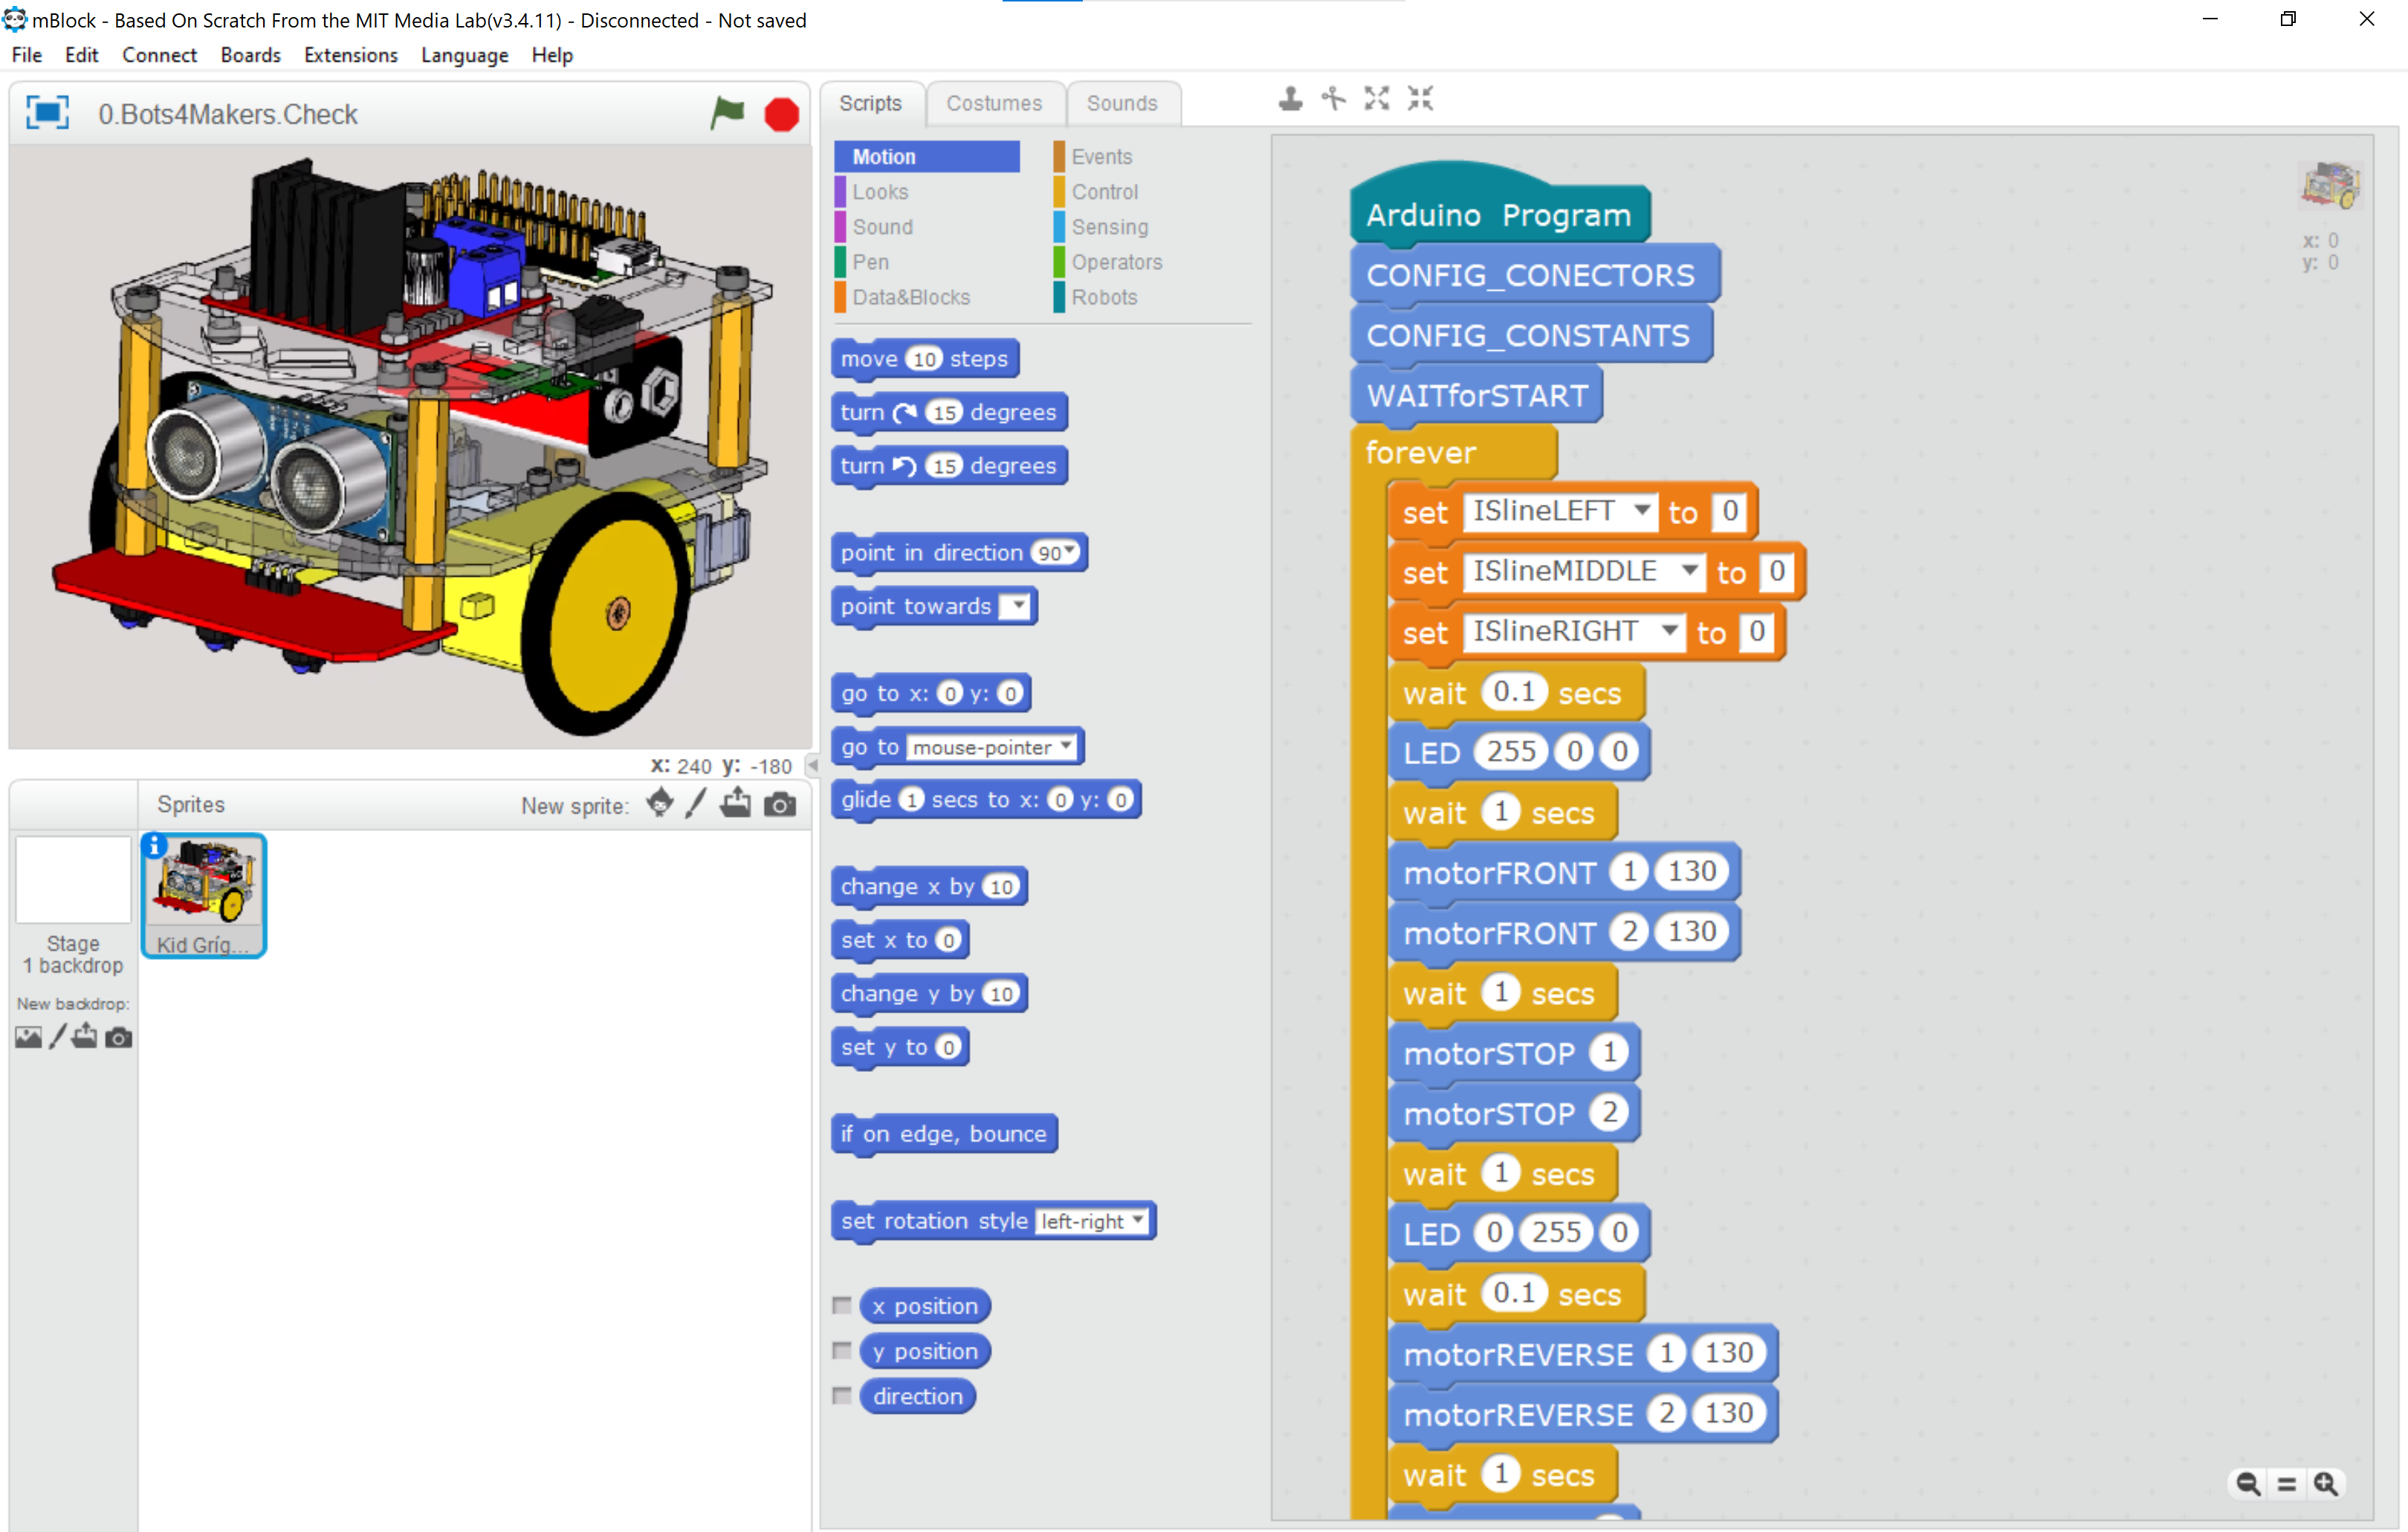 mBlock - Based On Scratch From the MIT Media Lab(v3.4.11) - Disconnected - Not saved
File Edit Connect Boards Extensions Language Help
0.Bots4Makers.Check
x: 240 y: -180
Sprites New sprite:
Stage
1 backdrop
New backdrop:
Kid Gríg...
Scripts Costumes Sounds
Motion Events
Looks Control
Sound Sensing
Pen Operators
Data&Blocks Robots
move 10 steps
turn 15 degrees
turn 15 degrees
point in direction 90
point towards
go to x: 0 y: 0
go to mouse-pointer
glide 1 secs to x: 0 y: 0
change x by 10
set x to 0
change y by 10
set y to 0
if on edge, bounce
set rotation style left-right
x position
y position
direction
Arduino Program
CONFIG_CONECTORS
CONFIG_CONSTANTS
WAITforSTART
forever
set ISlineLEFT to 0
set ISlineMIDDLE to 0
set ISlineRIGHT to 0
wait 0.1 secs
LED 255 0 0
wait 1 secs
motorFRONT 1 130
motorFRONT 2 130
wait 1 secs
motorSTOP 1
motorSTOP 2
wait 1 secs
LED 0 255 0
wait 0.1 secs
motorREVERSE 1 130
motorREVERSE 2 130
wait 1 secs
x: 0
y: 0